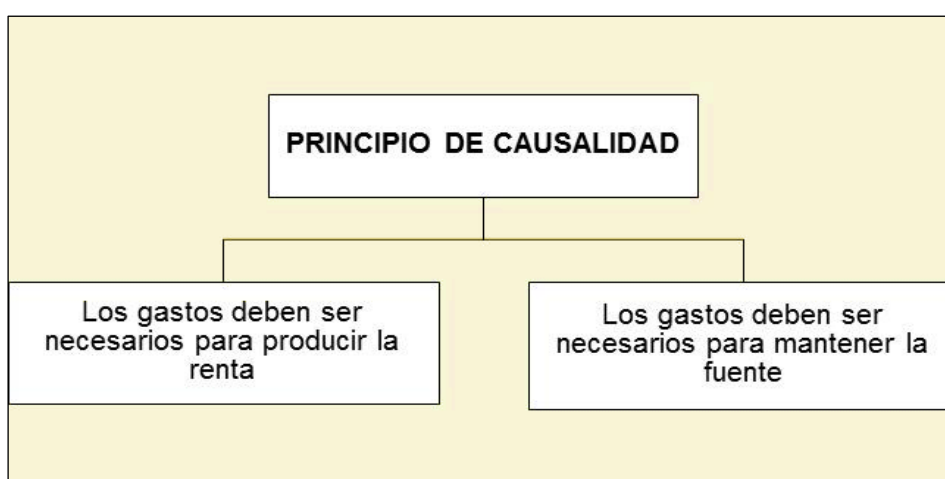 PRINCIPIO DE CAUSALIDAD
Los gastos deben ser
necesarios para producir la
renta
Los gastos deben ser
necesarios para mantener la
fuente